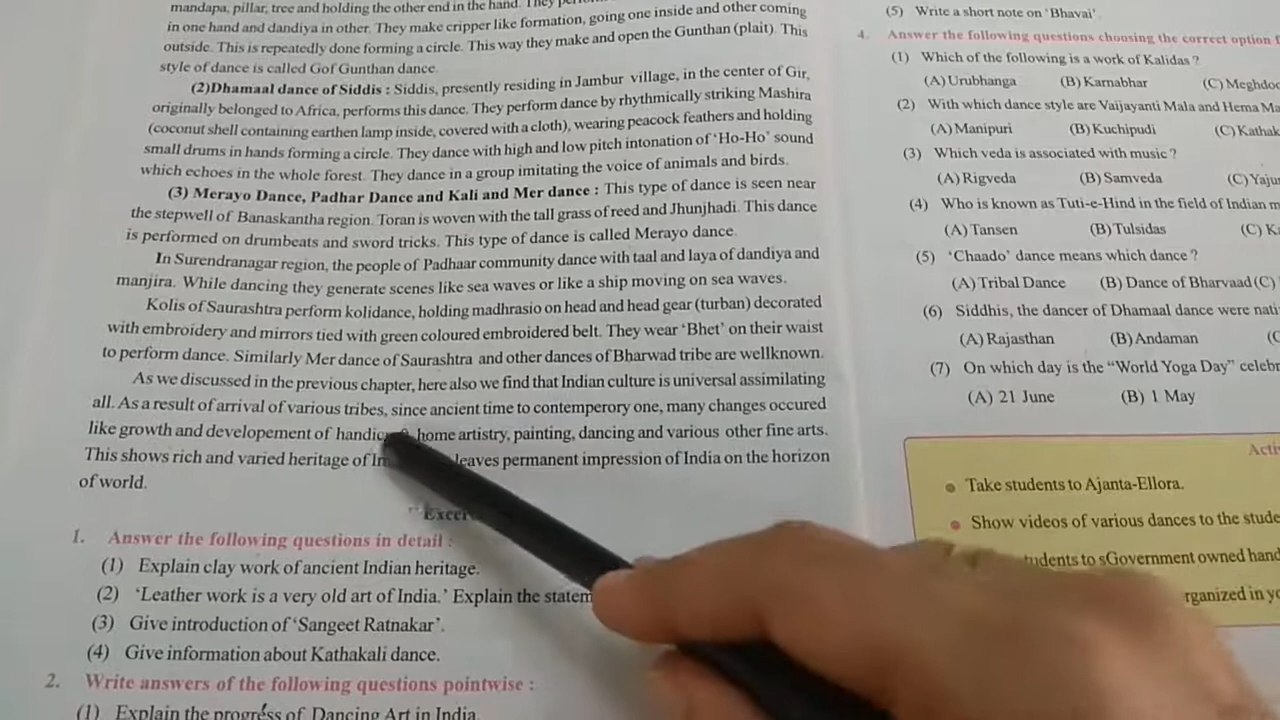 mandapa, pillar, tree and holding the other end in the hand. They
in one hand and dandiya in other. They make cripper like formation, going one inside and other coming
outside. This is repeatedly done forming a circle. This way they make and open the Gunthan (plait). This
style of dance is called Gof Gunthan dance.
(2)Dhamaal dance of Siddis : Siddis, presently residing in Jambur village, in the center of Gir,
originally belonged to Africa, performs this dance. They perform dance by rhythmically striking Mashira
(coconut shell containing earthen lamp inside, covered with a cloth), wearing peacock feathers and holding
small drums in hands forming a circle. They dance with high and low pitch intonation of 'Ho-Ho' sound
which echoes in the whole forest. They dance in a group imitating the voice of animals and birds.
(3) Merayo Dance, Padhar Dance and Kali and Mer dance : This type of dance is seen near
the stepwell of Banaskantha region. Toran is woven with the tall grass of reed and Jhunjhadi. This dance
is performed on drumbeats and sword tricks. This type of dance is called Merayo dance.
In Surendranagar region, the people of Padhaar community dance with taal and laya of dandiya and
manjira. While dancing they generate scenes like sea waves or like a ship moving on sea waves.
Kolis of Saurashtra perform kolidance, holding madhrasio on head and head gear (turban) decorated
with embroidery and mirrors tied with green coloured embroidered belt. They wear 'Bhet' on their waist
to perform dance. Similarly Mer dance of Saurashtra and other dances of Bharwad tribe are wellknown.
As we discussed in the previous chapter, here also we find that Indian culture is universal assimilating
all. As a result of arrival of various tribes, since ancient time to contemperory one, many changes occured
like growth and developement of home artistry, painting, dancing and various other fine arts.
This shows rich and varied heritage of leaves permanent impression of India on the horizon
of world.
1. Answer the following questions in detail :
(1) Explain clay work of ancient Indian heritage.
(2) 'Leather work is a very old art of India.' Explain the
(3) Give introduction of 'Sangeet Ratnakar'.
(4) Give information about Kathakali dance.
2. Write answers of the following questions pointwise :
(1) Explain the progress of Dancing Art in India.
(5) Write a short note on 'Bhavai'
4. Answer the following questions choosing the correct option
(1) Which of the following is a work of Kalidas ?
(A) Urubhanga (B) Karnabhar (C)
(2) With which dance style are Vaijayanti Mala and Hema
(A) Manipuri (B) Kuchipudi (C)
(3) Which veda is associated with music ?
(A) Rigveda (B) Samveda (C)
(4) Who is known as Tuti-e-Hind in the field of Indian
(A) Tansen (B) Tulsidas (C)
(5) 'Chaado' dance means which dance ?
(A) Tribal Dance (B) Dance of Bharvaad (C)
(6) Siddhis, the dancer of Dhamaal dance were
(A) Rajasthan (B) Andaman
(7) On which day is the "World Yoga Day"
(A) 21 June (B) 1 May
● Take students to Ajanta-Ellora.
● Show videos of various dances to the
to sGovernment owned